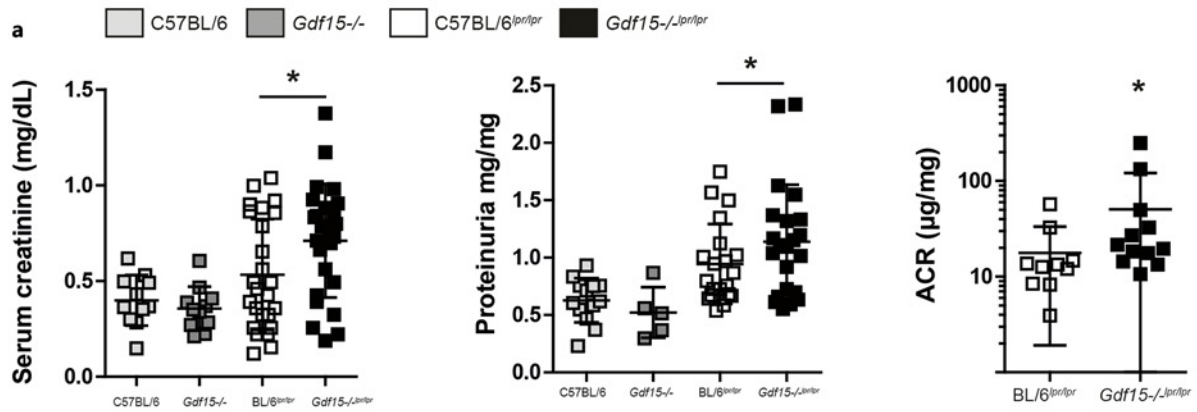 a
C57BL/6 Gdf15-/- C57BL/6lpr/lpr Gdf15-/-lpr/lpr
Serum creatinine (mg/dL)
1.5
1.0
0.5
0.0
*
C57BL/6 Gdf15-/- BL/6lpr/lpr Gdf15-/-lpr/lpr
Proteinuria mg/mg
2.5
2.0
1.5
1.0
0.5
0.0
*
C57BL/6 Gdf15-/- BL/6lpr/lpr Gdf15-/-lpr/lpr
ACR (µg/mg)
1000
100
10
*
BL/6lpr/lpr Gdf15-/-lpr/lpr